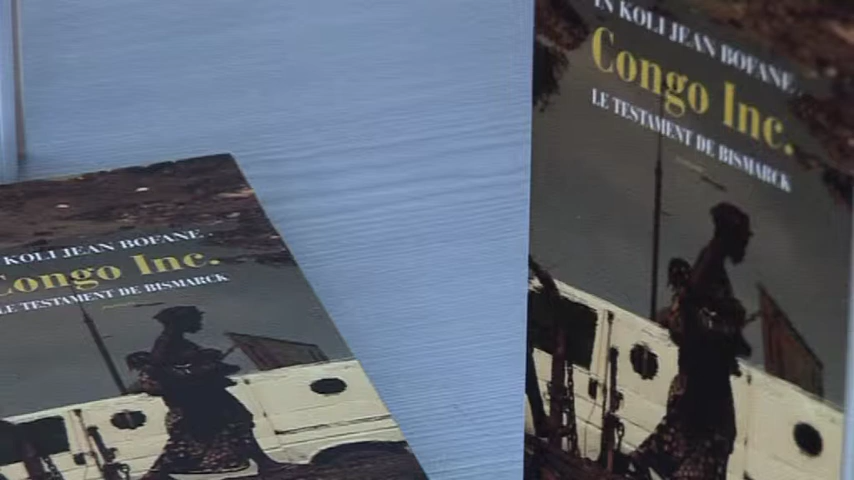 IN KOLI JEAN BOFANE
Congo Inc.
LE TESTAMENT DE BISMARCK
KOLI JEAN BOFANE
Congo Inc.
LE TESTAMENT DE BISMARCK